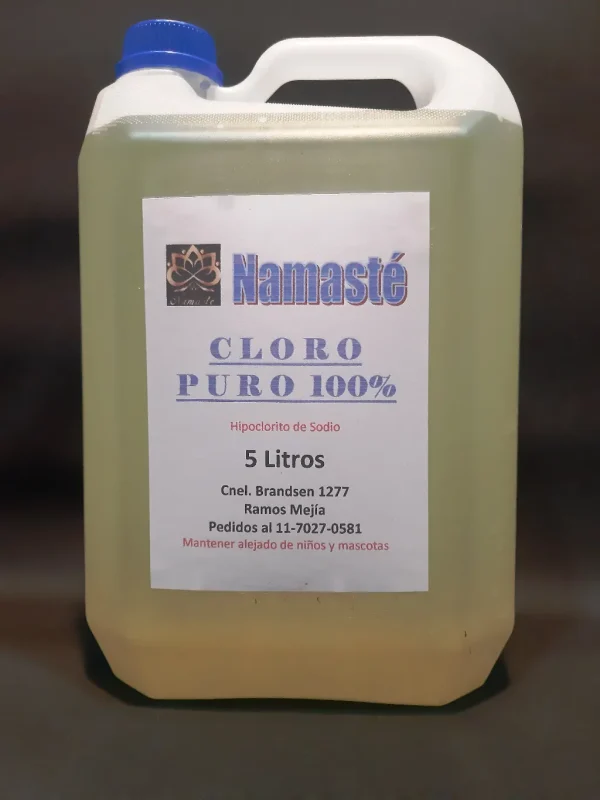 Namasté
Namaste
CLORO
PURO 100%
Hipoclorito de Sodio
5 Litros
Cnel. Brandsen 1277
Ramos Mejía
Pedidos al 11-7027-0581
Mantener alejado de niños y mascotas